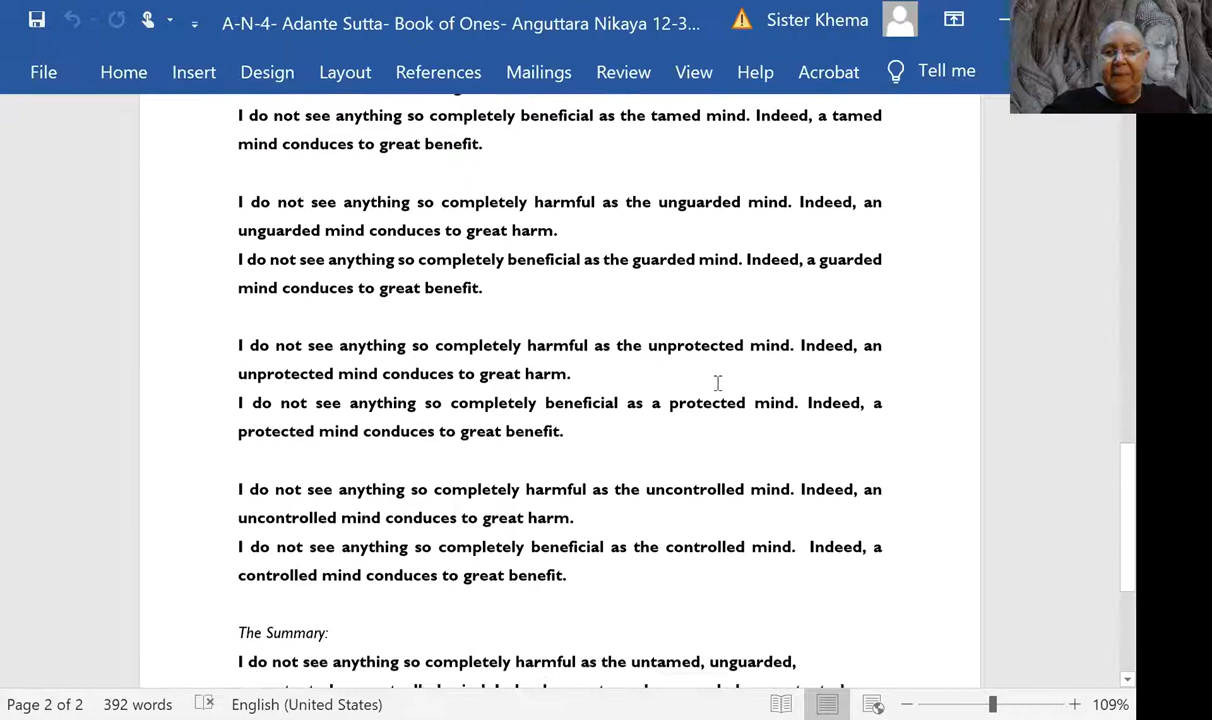 A-N-4- Adante Sutta- Book of Ones- Anguttara Nikaya 12-3...
Sister Khema
File Home Insert Design Layout References Mailings Review View Help Acrobat Tell me
I do not see anything so completely beneficial as the tamed mind. Indeed, a tamed
mind conduces to great benefit.
I do not see anything so completely harmful as the unguarded mind. Indeed, an
unguarded mind conduces to great harm.
I do not see anything so completely beneficial as the guarded mind. Indeed, a guarded
mind conduces to great benefit.
I do not see anything so completely harmful as the unprotected mind. Indeed, an
unprotected mind conduces to great harm.
I do not see anything so completely beneficial as a protected mind. Indeed, a
protected mind conduces to great benefit.
I do not see anything so completely harmful as the uncontrolled mind. Indeed, an
uncontrolled mind conduces to great harm.
I do not see anything so completely beneficial as the controlled mind. Indeed, a
controlled mind conduces to great benefit.
The Summary:
I do not see anything so completely harmful as the untamed, unguarded,
Page 2 of 2 392 words English (United States) 109%